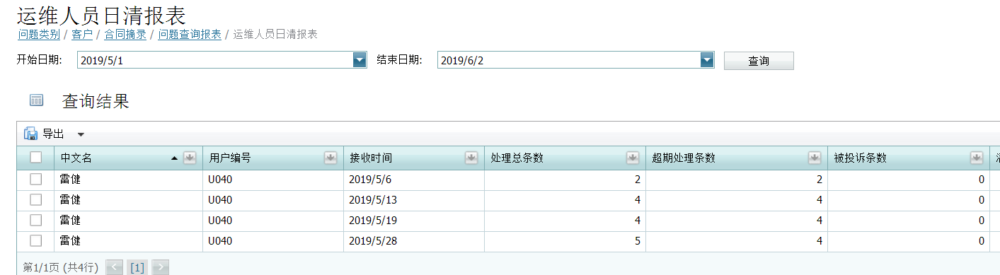 运维人员日清报表
问题类别 / 客户 / 合同摘录 / 问题查询报表 / 运维人员日清报表
开始日期: 2019/5/1 结束日期: 2019/6/2 查询
查询结果
导出
中文名 用户编号 接收时间 处理总条数 超期处理条数 被投诉条数
雷健 U040 2019/5/6 2 2 0
雷健 U040 2019/5/13 4 4 0
雷健 U040 2019/5/19 4 4 0
雷健 U040 2019/5/28 5 4 0
第1/1页 (共4行) < [1] >